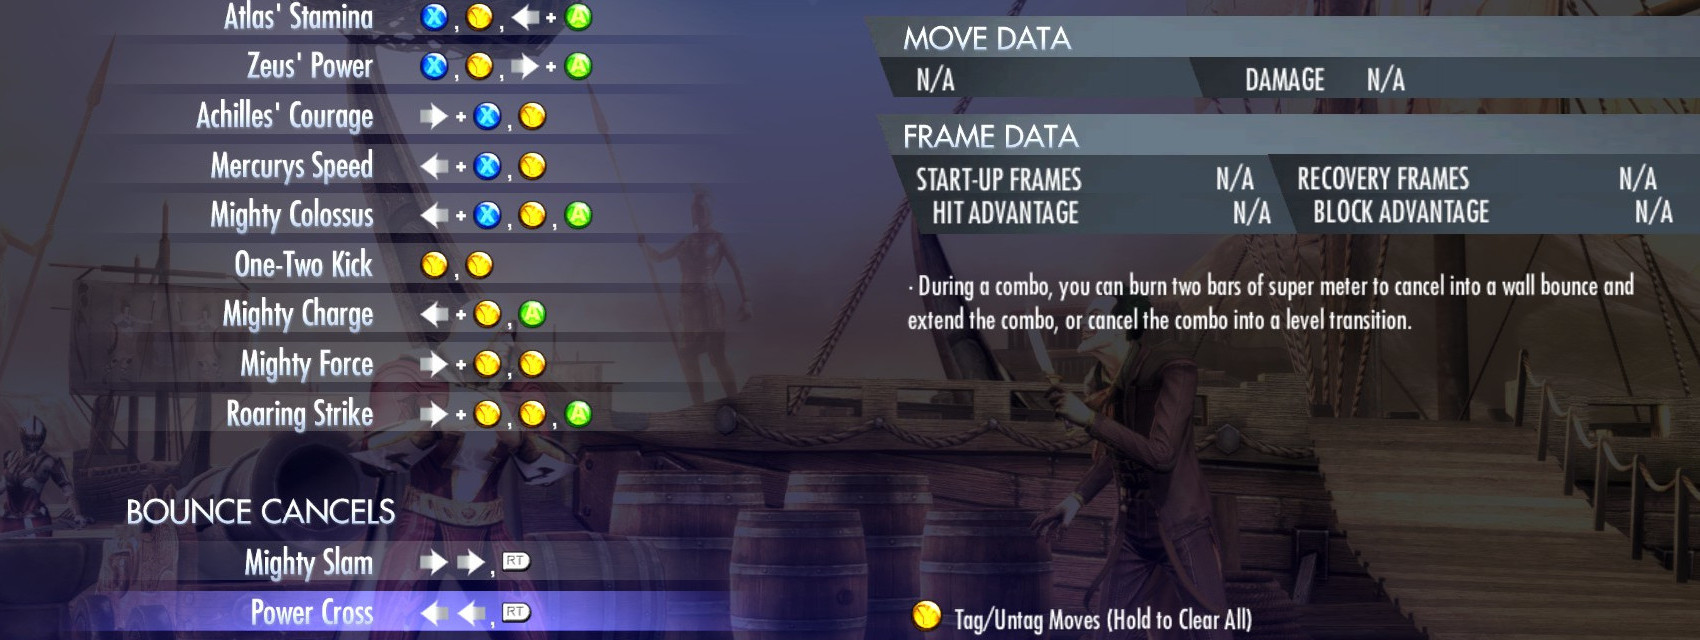 Atlas' Stamina X , Y , + A
Zeus' Power X , Y , + A
Achilles' Courage + X , Y
Mercurys Speed + X , Y
Mighty Colossus + X , Y , A
One-Two Kick Y , Y
Mighty Charge + Y , A
Mighty Force + Y , Y
Roaring Strike + Y , Y , A
BOUNCE CANCELS
Mighty Slam , RT
Power Cross , RT
MOVE DATA
N/A DAMAGE N/A
FRAME DATA
START-UP FRAMES N/A RECOVERY FRAMES N/A
HIT ADVANTAGE N/A BLOCK ADVANTAGE N/A
· During a combo, you can burn two bars of super meter to cancel into a wall bounce and
extend the combo, or cancel the combo into a level transition.
Y Tag/Untag Moves (Hold to Clear All)